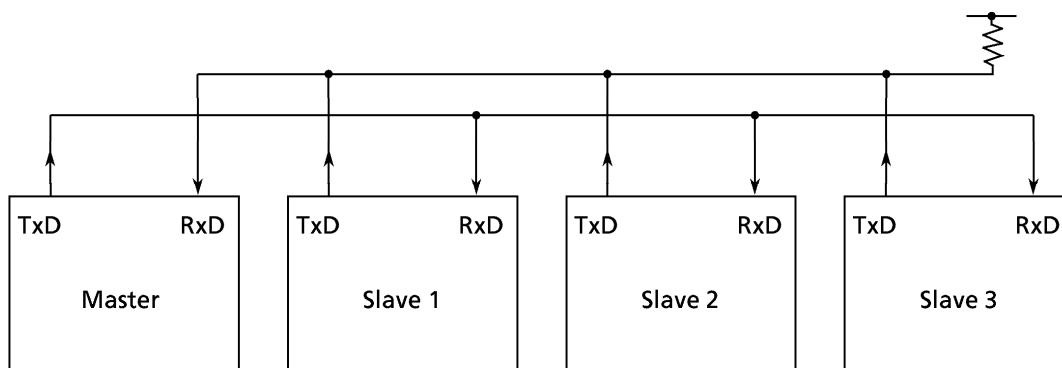 TxD RxD TxD RxD TxD RxD TxD RxD
Master Slave 1 Slave 2 Slave 3